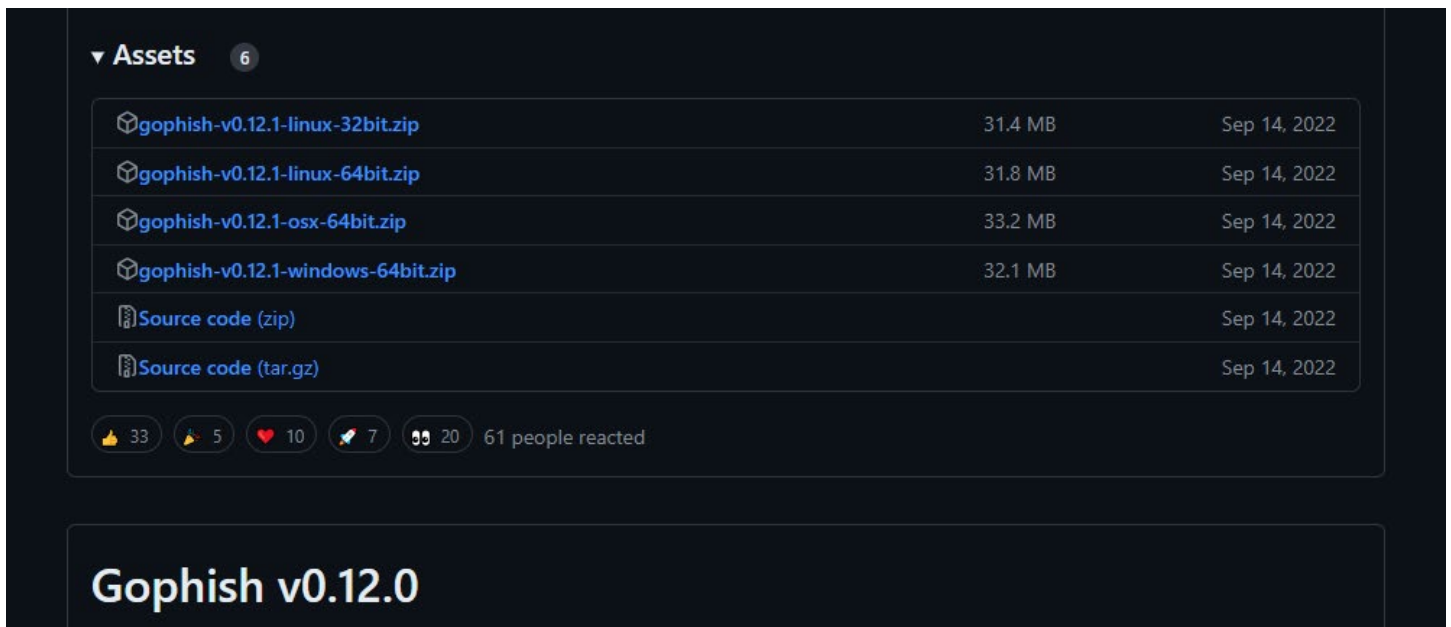 Assets 6
gophish-v0.12.1-linux-32bit.zip 31.4 MB Sep 14, 2022
gophish-v0.12.1-linux-64bit.zip 31.8 MB Sep 14, 2022
gophish-v0.12.1-osx-64bit.zip 33.2 MB Sep 14, 2022
gophish-v0.12.1-windows-64bit.zip 32.1 MB Sep 14, 2022
Source code (zip) Sep 14, 2022
Source code (tar.gz) Sep 14, 2022
33 5 10 7 20 61 people reacted
Gophish v0.12.0